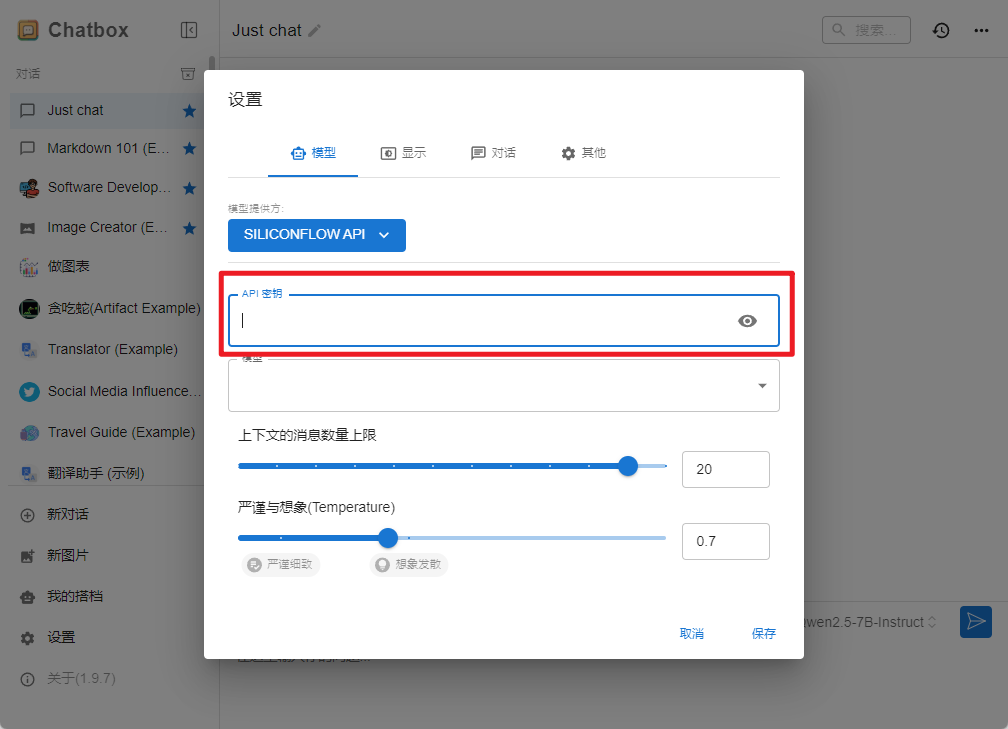 Chatbox
对话
Just chat
Markdown 101 (E...
Software Develop...
Image Creator (E...
做图表
贪吃蛇(Artifact Example)
Translator (Example)
Social Media Influence...
Travel Guide (Example)
翻译助手 (示例)
新对话
新图片
我的搭档
设置
关于(1.9.7)
Just chat
搜索...
设置
模型
显示
对话
其他
模型提供方:
SILICONFLOW API
API 密钥
模型
上下文的消息数量上限
20
严谨与想象(Temperature)
0.7
严谨细致
想象发散
取消
保存
wen2.5-7B-Instruct